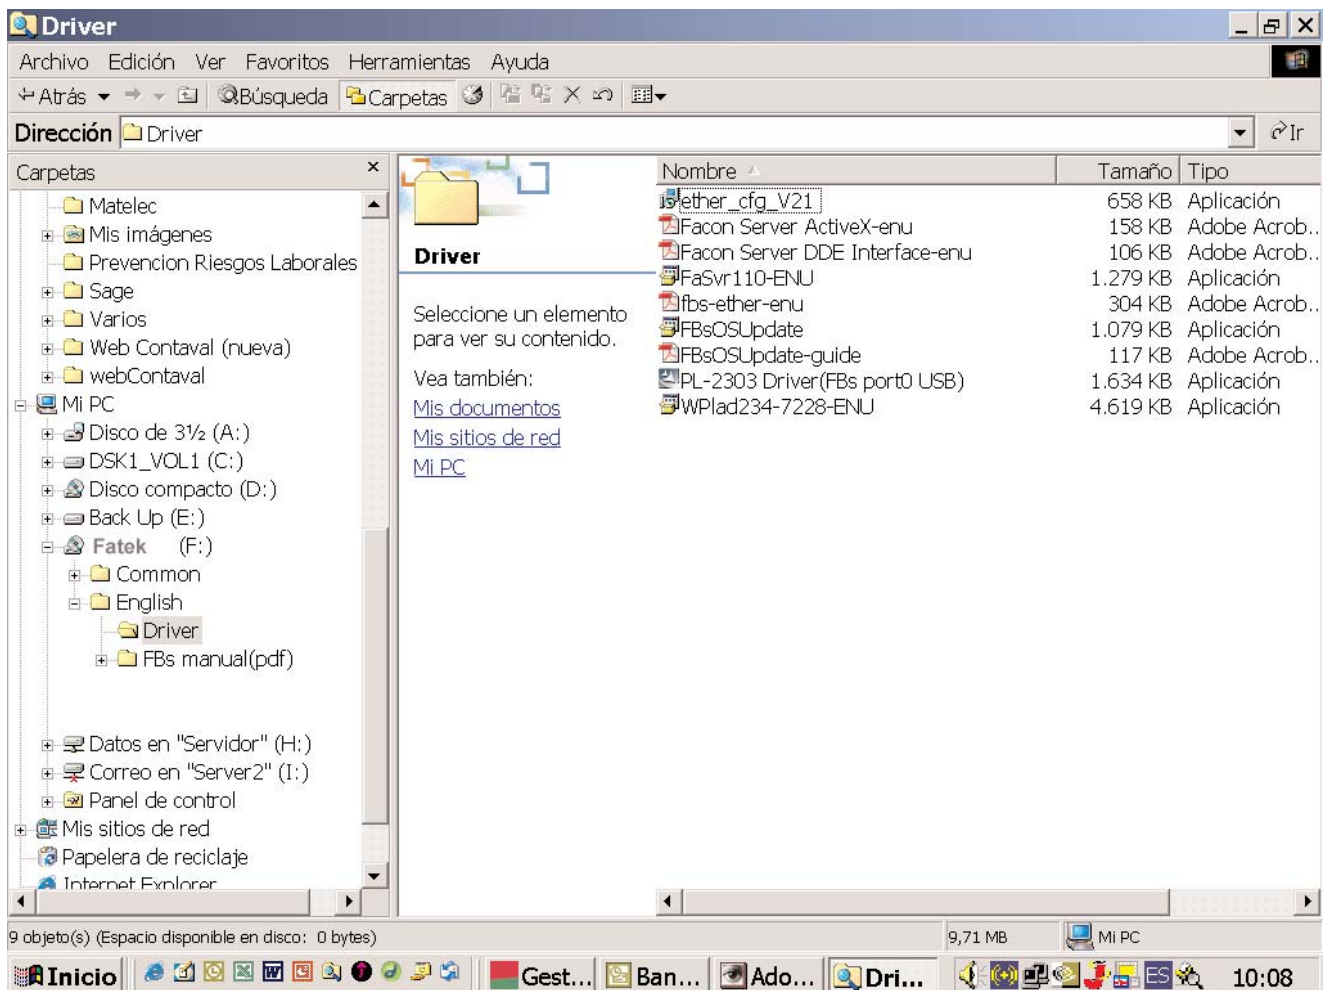 Driver
Archivo Edición Ver Favoritos Herramientas Ayuda
Atrás Búsqueda Carpetas
Dirección Driver Ir
Carpetas
Matelec
Mis imágenes
Prevencion Riesgos Laborales
Sage
Varios
Web Contaval (nueva)
webContaval
Mi PC
Disco de 3½ (A:)
DSK1_VOL1 (C:)
Disco compacto (D:)
Back Up (E:)
Fatek (F:)
Common
English
Driver
FBs manual(pdf)
Datos en "Servidor" (H:)
Correo en "Server2" (I:)
Panel de control
Mis sitios de red
Papelera de reciclaje
Internet Explorer
Driver
Seleccione un elemento
para ver su contenido.
Vea también:
Mis documentos
Mis sitios de red
Mi PC
Nombre Tamaño Tipo
ether_cfg_V21 658 KB Aplicación
Facon Server ActiveX-enu 158 KB Adobe Acrob..
Facon Server DDE Interface-enu 106 KB Adobe Acrob..
FaSvr110-ENU 1.279 KB Aplicación
fbs-ether-enu 304 KB Adobe Acrob..
FBsOSUpdate 1.079 KB Aplicación
FBsOSUpdate-guide 117 KB Adobe Acrob..
PL-2303 Driver(FBs port0 USB) 1.634 KB Aplicación
WPlad234-7228-ENU 4.619 KB Aplicación
9 objeto(s) (Espacio disponible en disco: 0 bytes) 9,71 MB Mi PC
Inicio Gest... Ban... Ado... Dri... ES 10:08